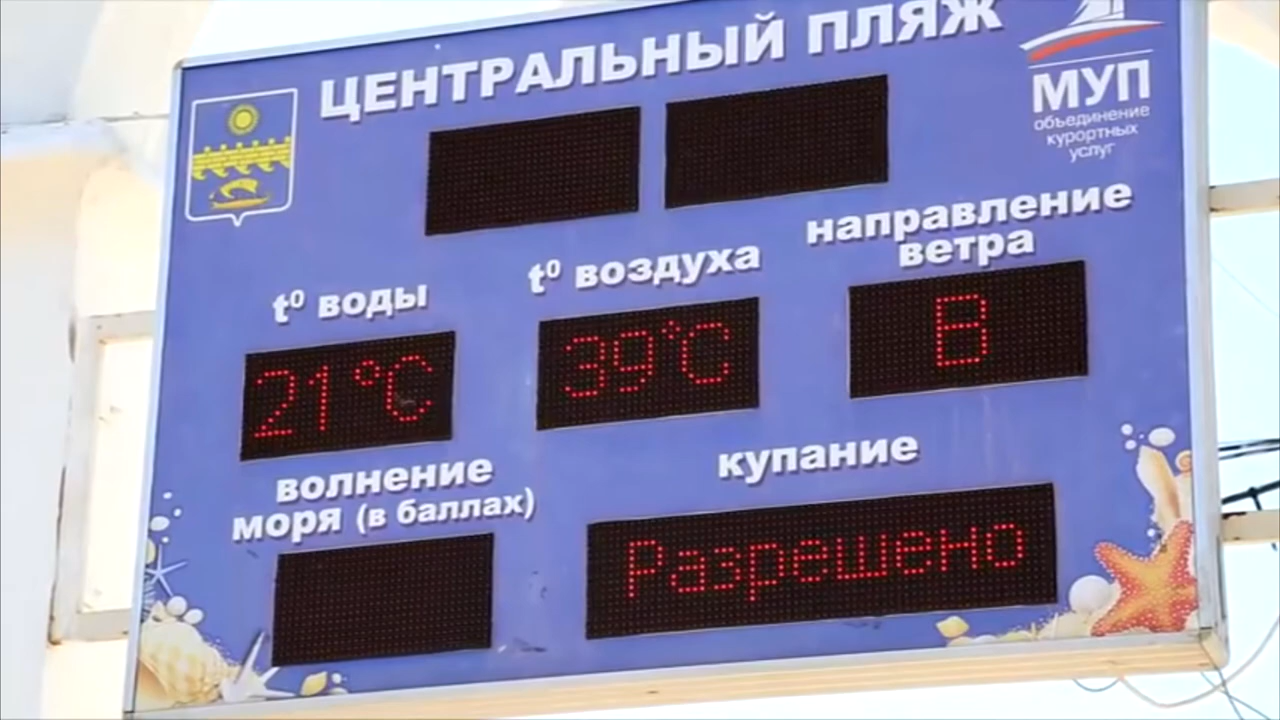 ЦЕНТРАЛЬНЫЙ ПЛЯЖ
МУП
объединение
курортных
услуг
t⁰ воды
t⁰ воздуха
направление
ветра
21°C
39°C
В
волнение
моря (в баллах)
купание
Разрешено